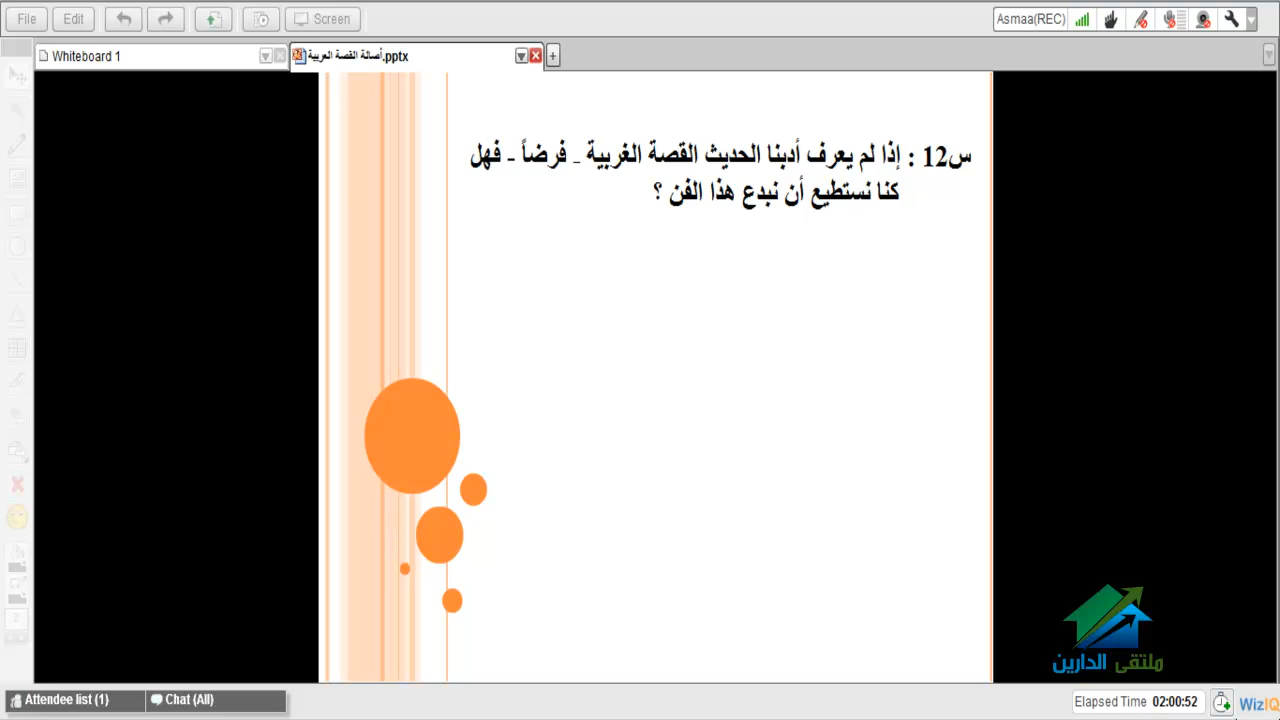 File
Edit
Screen
Asmaa(REC)
Whiteboard 1
أصالة القصة العربية.pptx
س12 : إذا لم يعرف أدبنا الحديث القصة الغربية - فرضاً - فهل
كنا نستطيع أن نبدع هذا الفن ؟
ملتقى الدارين
Attendee list (1)
Chat (All)
Elapsed Time 02:00:52
WizIQ